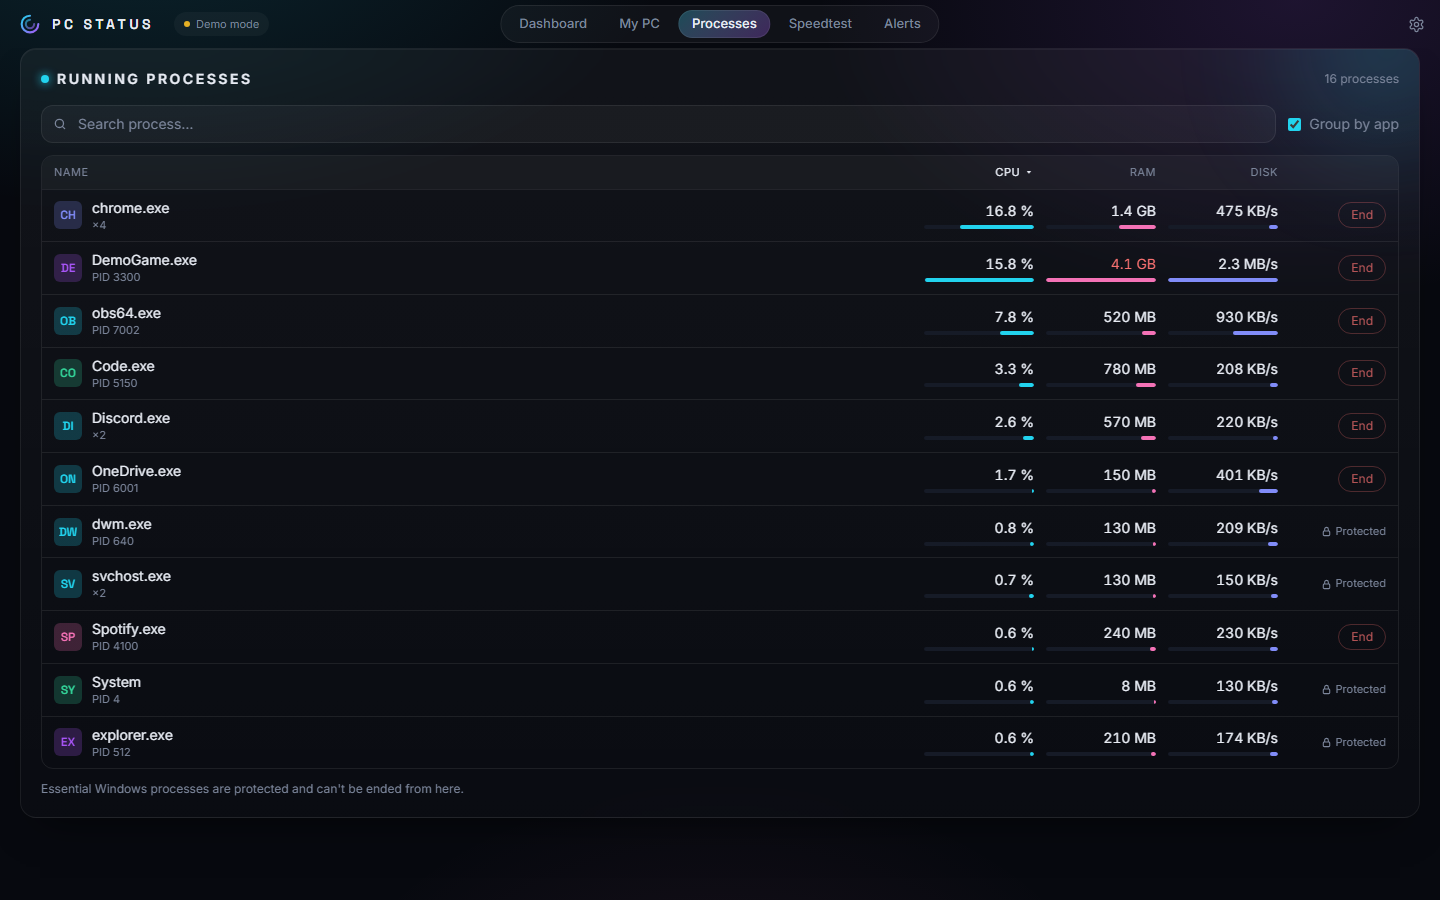 PC STATUS
Demo mode
Dashboard
My PC
Processes
Speedtest
Alerts
RUNNING PROCESSES
16 processes
Search process...
Group by app
NAME CPU RAM DISK
CH chrome.exe ×4 16.8 % 1.4 GB 475 KB/s End
DE DemoGame.exe PID 3300 15.8 % 4.1 GB 2.3 MB/s End
OB obs64.exe PID 7002 7.8 % 520 MB 930 KB/s End
CO Code.exe PID 5150 3.3 % 780 MB 208 KB/s End
DI Discord.exe ×2 2.6 % 570 MB 220 KB/s End
ON OneDrive.exe PID 6001 1.7 % 150 MB 401 KB/s End
DW dwm.exe PID 640 0.8 % 130 MB 209 KB/s Protected
SV svchost.exe ×2 0.7 % 130 MB 150 KB/s Protected
SP Spotify.exe PID 4100 0.6 % 240 MB 230 KB/s End
SY System PID 4 0.6 % 8 MB 130 KB/s Protected
EX explorer.exe PID 512 0.6 % 210 MB 174 KB/s Protected
Essential Windows processes are protected and can't be ended from here.